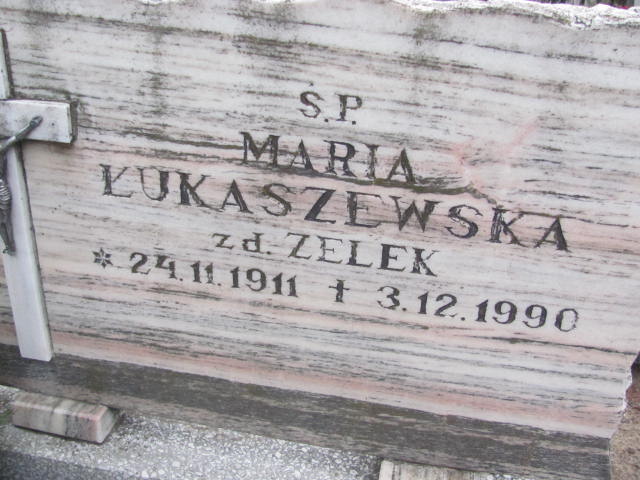 Ś.P.
MARIA
ŁUKASZEWSKA
zd. ZELEK
* 24.11.1911 † 3.12.1990